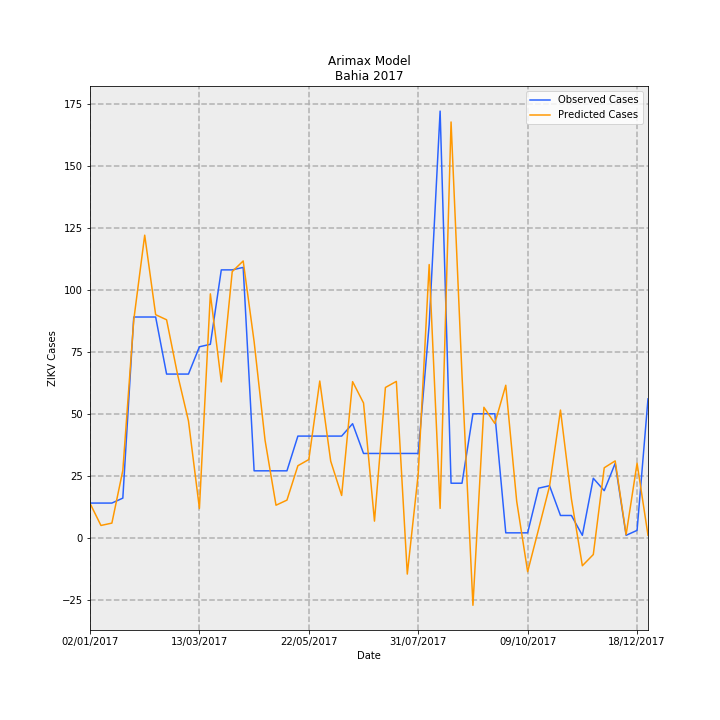 Arimax Model
Bahia 2017
Observed Cases
Predicted Cases
175
150
125
100
75
50
25
0
−25
ZIKV Cases
02/01/2017 13/03/2017 22/05/2017 31/07/2017 09/10/2017 18/12/2017
Date